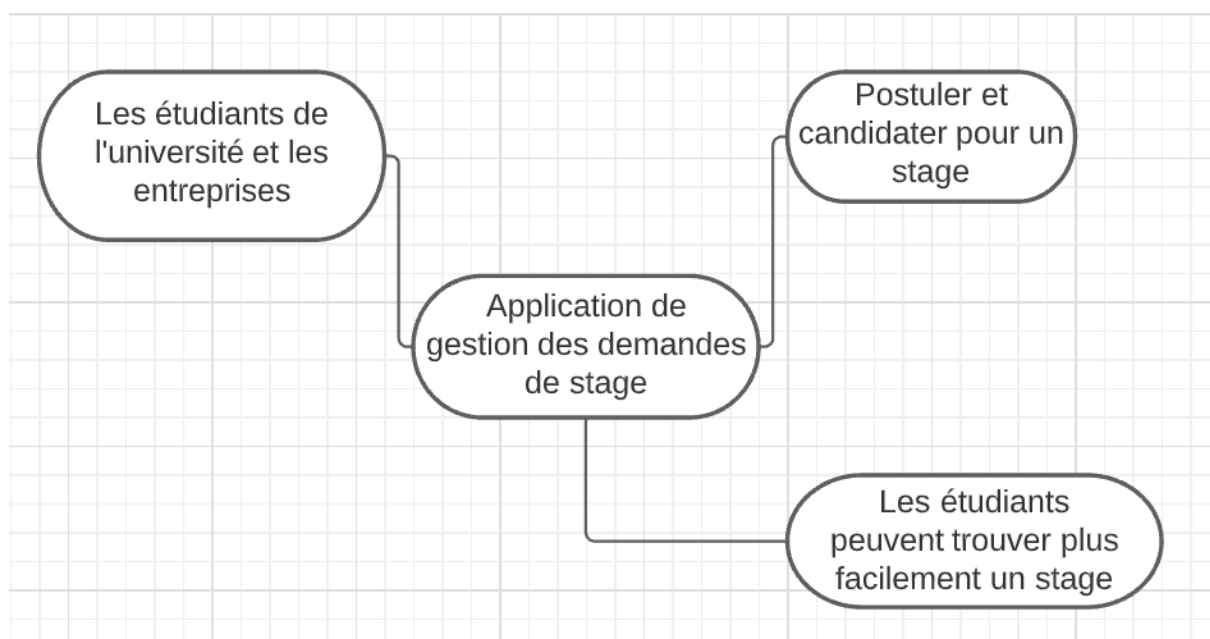 Les étudiants de
l'université et les
entreprises
Postuler et
candidater pour un
stage
Application de
gestion des demandes
de stage
Les étudiants
peuvent trouver plus
facilement un stage